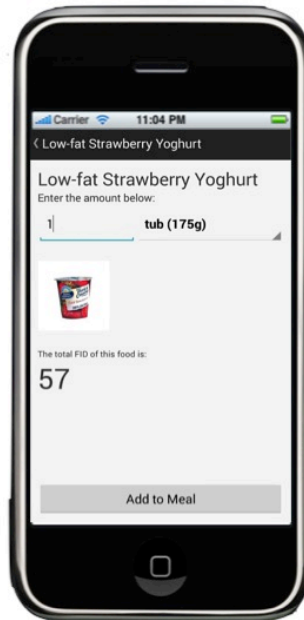 Carrier 11:04 PM
Low-fat Strawberry Yoghurt
Low-fat Strawberry Yoghurt
Enter the amount below:
1 tub (175g)
The total FID of this food is:
57
Add to Meal